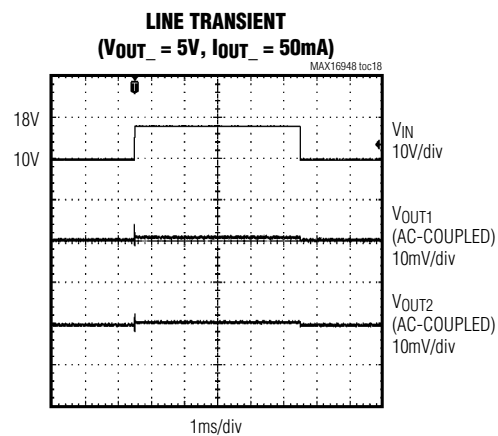 LINE TRANSIENT
(VOUT_ = 5V, IOUT_ = 50mA)
MAX16948 toc18
T
18V
10V
VIN
10V/div
VOUT1
(AC-COUPLED)
10mV/div
VOUT2
(AC-COUPLED)
10mV/div
1ms/div